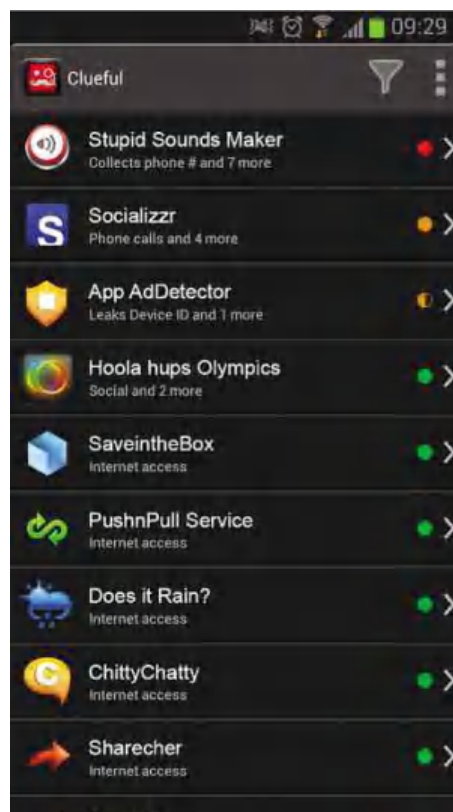 09:29
Clueful
Stupid Sounds Maker
Collects phone # and 7 more
S
Socializzr
Phone calls and 4 more
App AdDetector
Leaks Device ID and 1 more
Hoola hups Olympics
Social and 2 more
SaveintheBox
Internet access
PushnPull Service
Internet access
Does it Rain?
Internet access
C
ChittyChatty
Internet access
Sharecher
Internet access